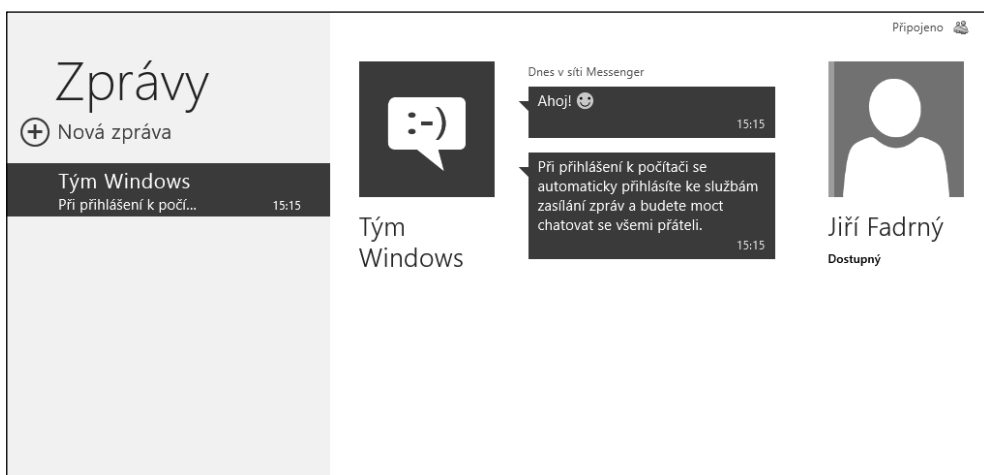 Připojeno
Zprávy
Nová zpráva
Tým Windows
Při přihlášení k počí...
15:15
:-)
Tým
Windows
Dnes v síti Messenger
Ahoj!
15:15
Při přihlášení k počítači se
automaticky přihlásíte ke službám
zasílání zpráv a budete moct
chatovat se všemi přáteli.
15:15
Jiří Fadrný
Dostupný